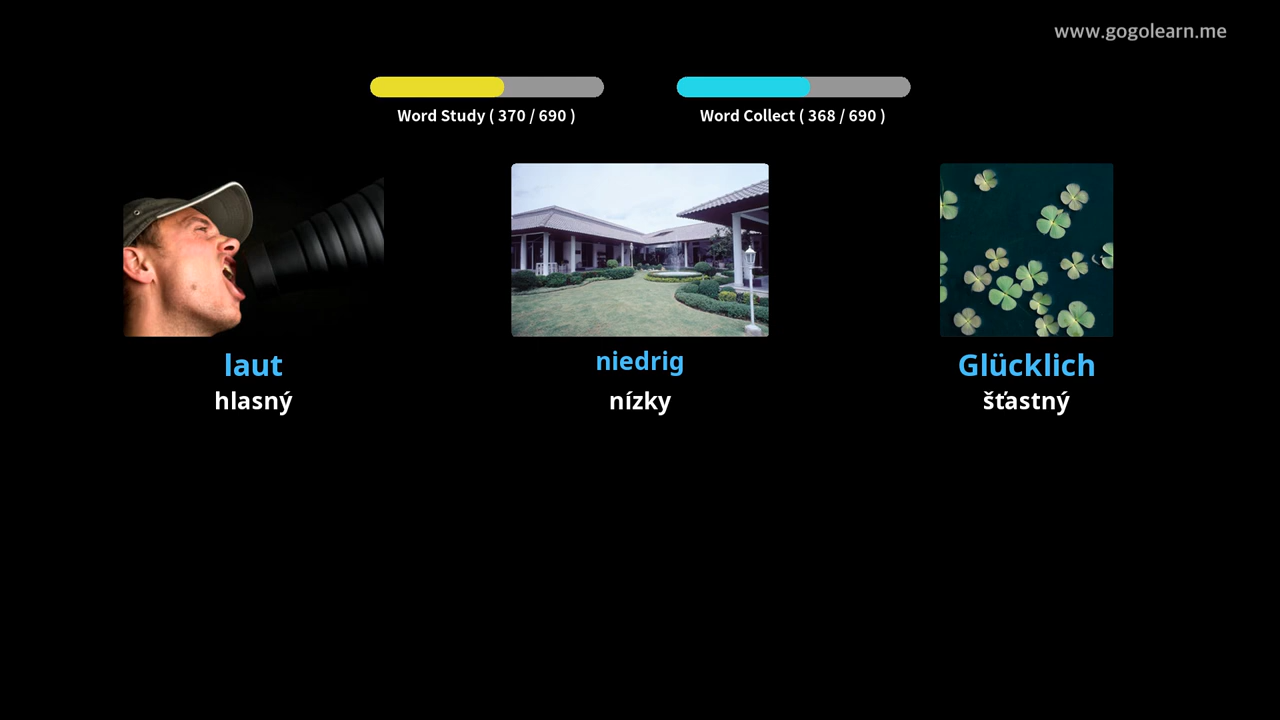 www.gogolearn.me
Word Study ( 370 / 690 )
Word Collect ( 368 / 690 )
laut
hlasný
niedrig
nízky
Glücklich
šťastný